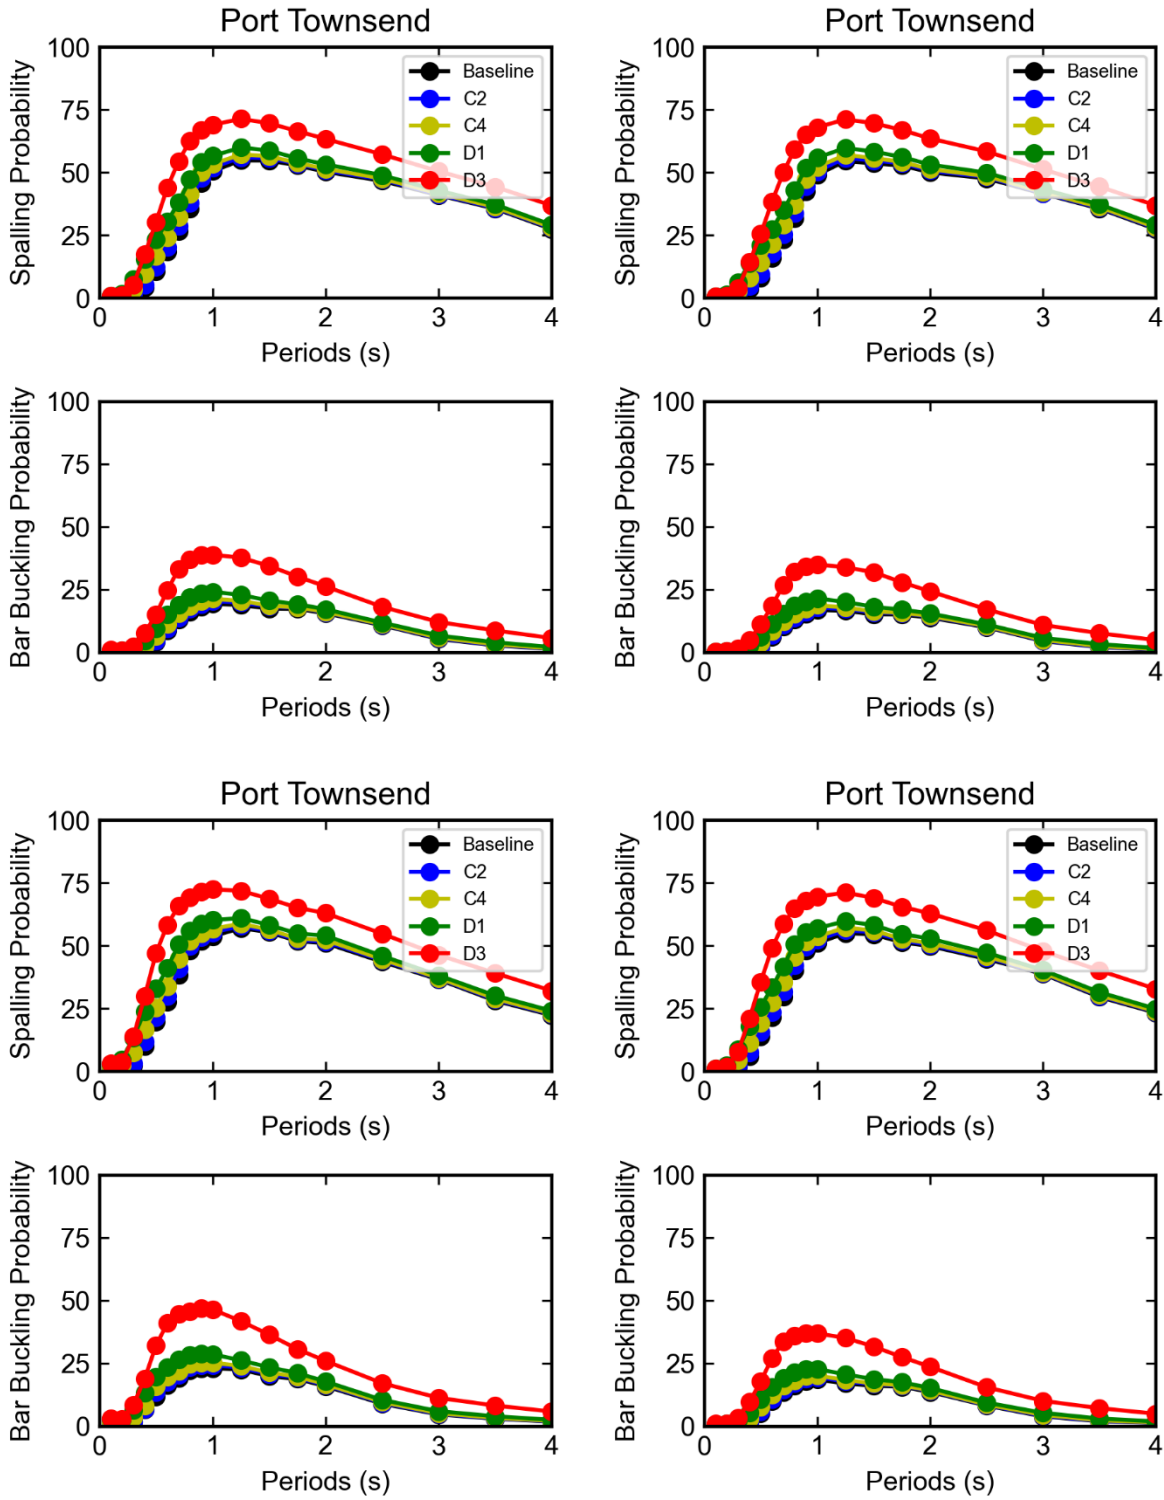 Port Townsend
Spalling Probability
100
75
50
25
0
0 1 2 3 4
Periods (s)
Baseline
C2
C4
D1
D3
Port Townsend
Spalling Probability
100
75
50
25
0
0 1 2 3 4
Periods (s)
Baseline
C2
C4
D1
D3
Bar Buckling Probability
100
75
50
25
0
0 1 2 3 4
Periods (s)
Bar Buckling Probability
100
75
50
25
0
0 1 2 3 4
Periods (s)
Port Townsend
Spalling Probability
100
75
50
25
0
0 1 2 3 4
Periods (s)
Baseline
C2
C4
D1
D3
Port Townsend
Spalling Probability
100
75
50
25
0
0 1 2 3 4
Periods (s)
Baseline
C2
C4
D1
D3
Bar Buckling Probability
100
75
50
25
0
0 1 2 3 4
Periods (s)
Bar Buckling Probability
100
75
50
25
0
0 1 2 3 4
Periods (s)